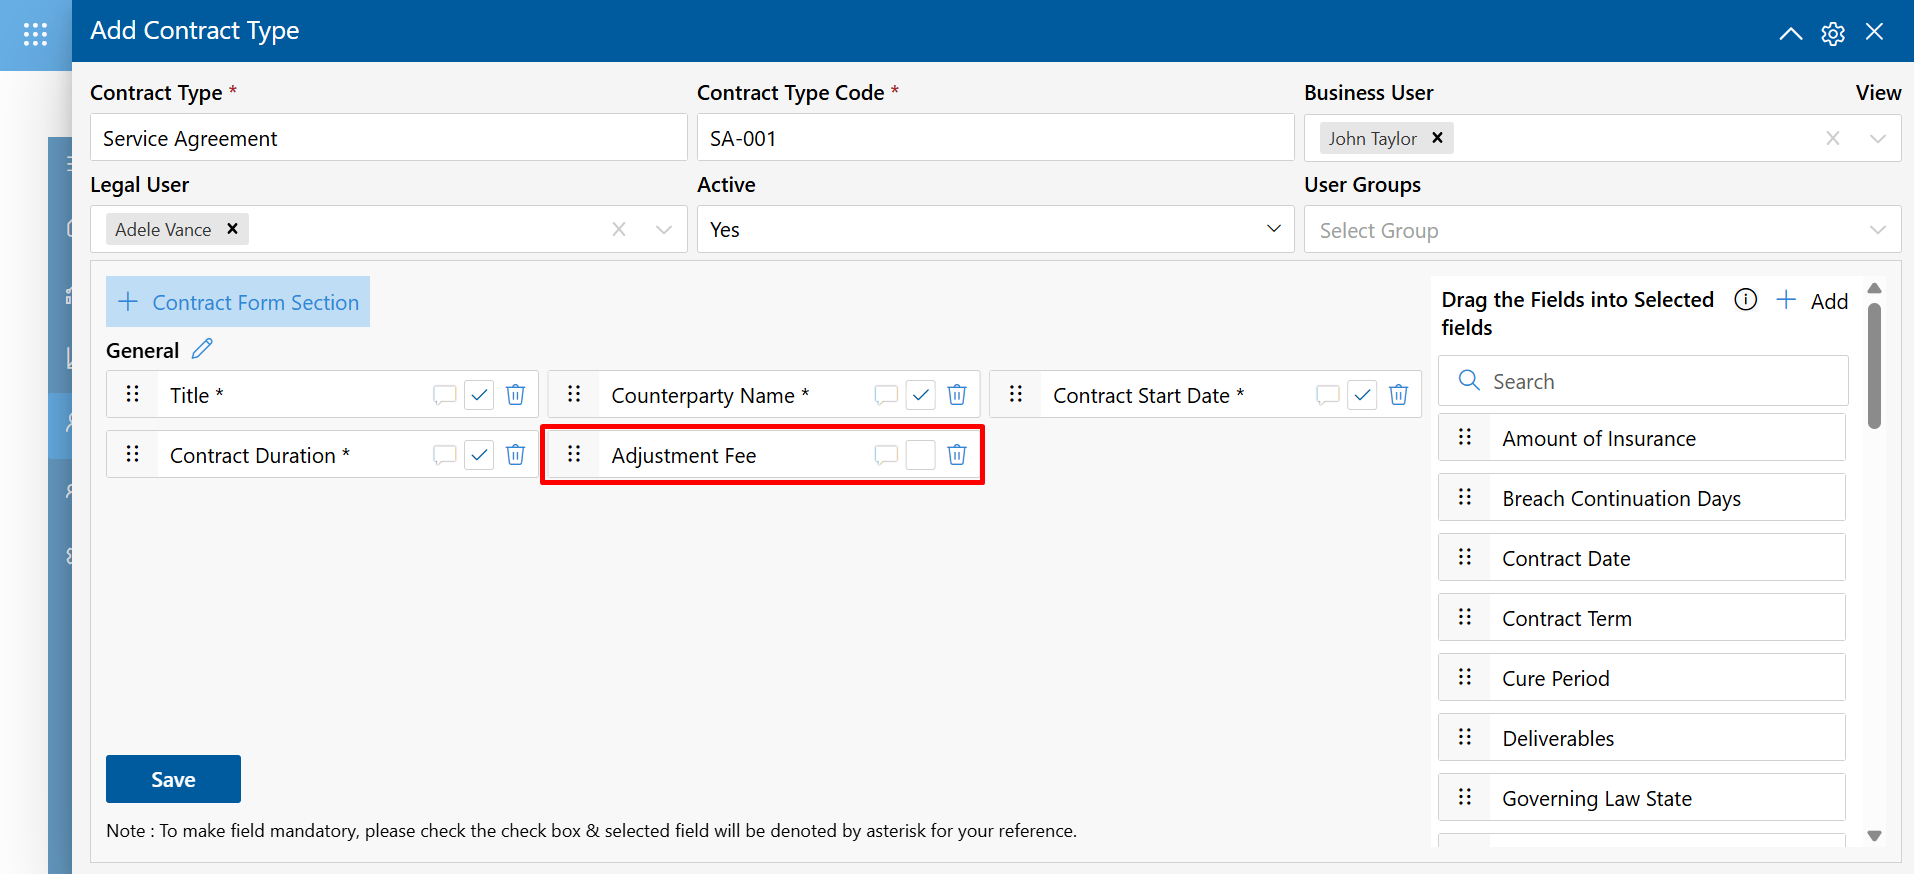 Add Contract Type
Contract Type *
Contract Type Code *
Business User
View
Service Agreement
SA-001
John Taylor
Legal User
Active
User Groups
Adele Vance
Yes
Select Group
Contract Form Section
General
Title *
Counterparty Name *
Contract Start Date *
Contract Duration *
Adjustment Fee
Save
Note : To make field mandatory, please check the check box & selected field will be denoted by asterisk for your reference.
Drag the Fields into Selected
fields
Add
Search
Amount of Insurance
Breach Continuation Days
Contract Date
Contract Term
Cure Period
Deliverables
Governing Law State